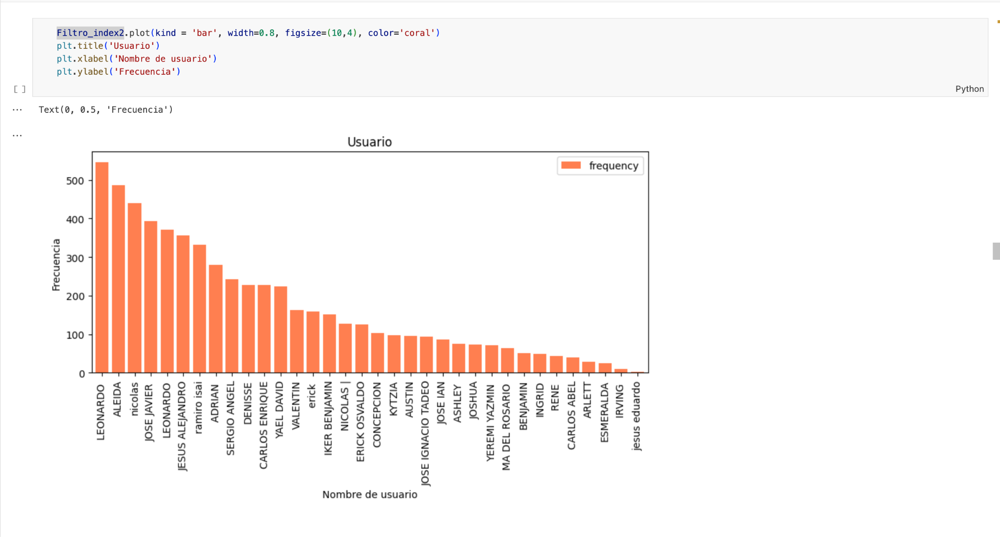 Filtro_index2.plot(kind = 'bar', width=0.8, figsize=(10,4), color='coral')
plt.title('Usuario')
plt.xlabel('Nombre de usuario')
plt.ylabel('Frecuencia')
[ ]
Python
... Text(0, 0.5, 'Frecuencia')
...
Usuario
frequency
500
400
300
200
100
0
Frecuencia
LEONARDO
ALEIDA
nicolas
JOSE JAVIER
LEONARDO
JESUS ALEJANDRO
ramiro isai
ADRIAN
SERGIO ANGEL
DENISSE
CARLOS ENRIQUE
YAEL DAVID
VALENTIN
erick
IKER BENJAMIN
NICOLAS |
ERICK OSVALDO
CONCEPCION
KYTZIA
AUSTIN
JOSE IGNACIO TADEO
JOSE IAN
ASHLEY
JOSHUA
YEREMI YAZMIN
MA DEL ROSARIO
BENJAMIN
INGRID
RENE
CARLOS ABEL
ARLETT
ESMERALDA
IRVING
jesus eduardo
Nombre de usuario